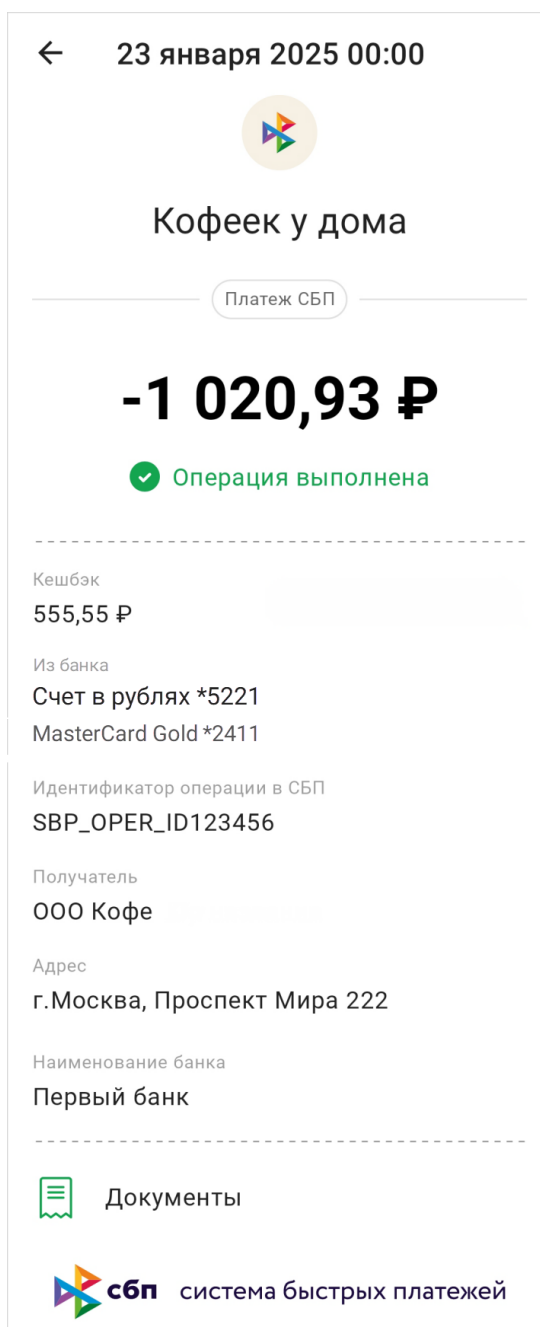 23 января 2025 00:00
Кофеек у дома
Платеж СБП
-1 020,93 ₽
Операция выполнена
Кешбэк
555,55 ₽
Из банка
Счет в рублях *5221
MasterCard Gold *2411
Идентификатор операции в СБП
SBP_OPER_ID123456
Получатель
ООО Кофе
Адрес
г.Москва, Проспект Мира 222
Наименование банка
Первый банк
Документы
сбп система быстрых платежей